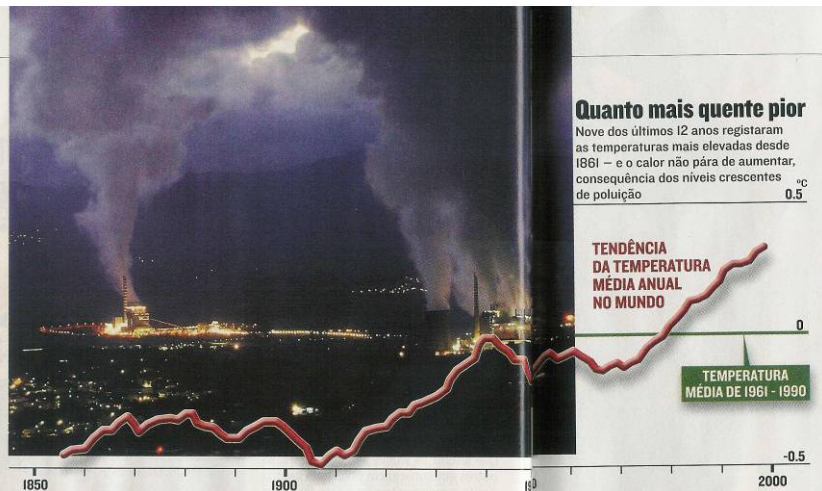 Quanto mais quente pior
Nove dos últimos 12 anos registaram
as temperaturas mais elevadas desde
1861 – e o calor não pára de aumentar,
consequência dos níveis crescentes
de poluição
°C
0.5
TENDÊNCIA
DA TEMPERATURA
MÉDIA ANUAL
NO MUNDO
0
TEMPERATURA
MÉDIA DE 1961 - 1990
-0.5
1850
1900
2000